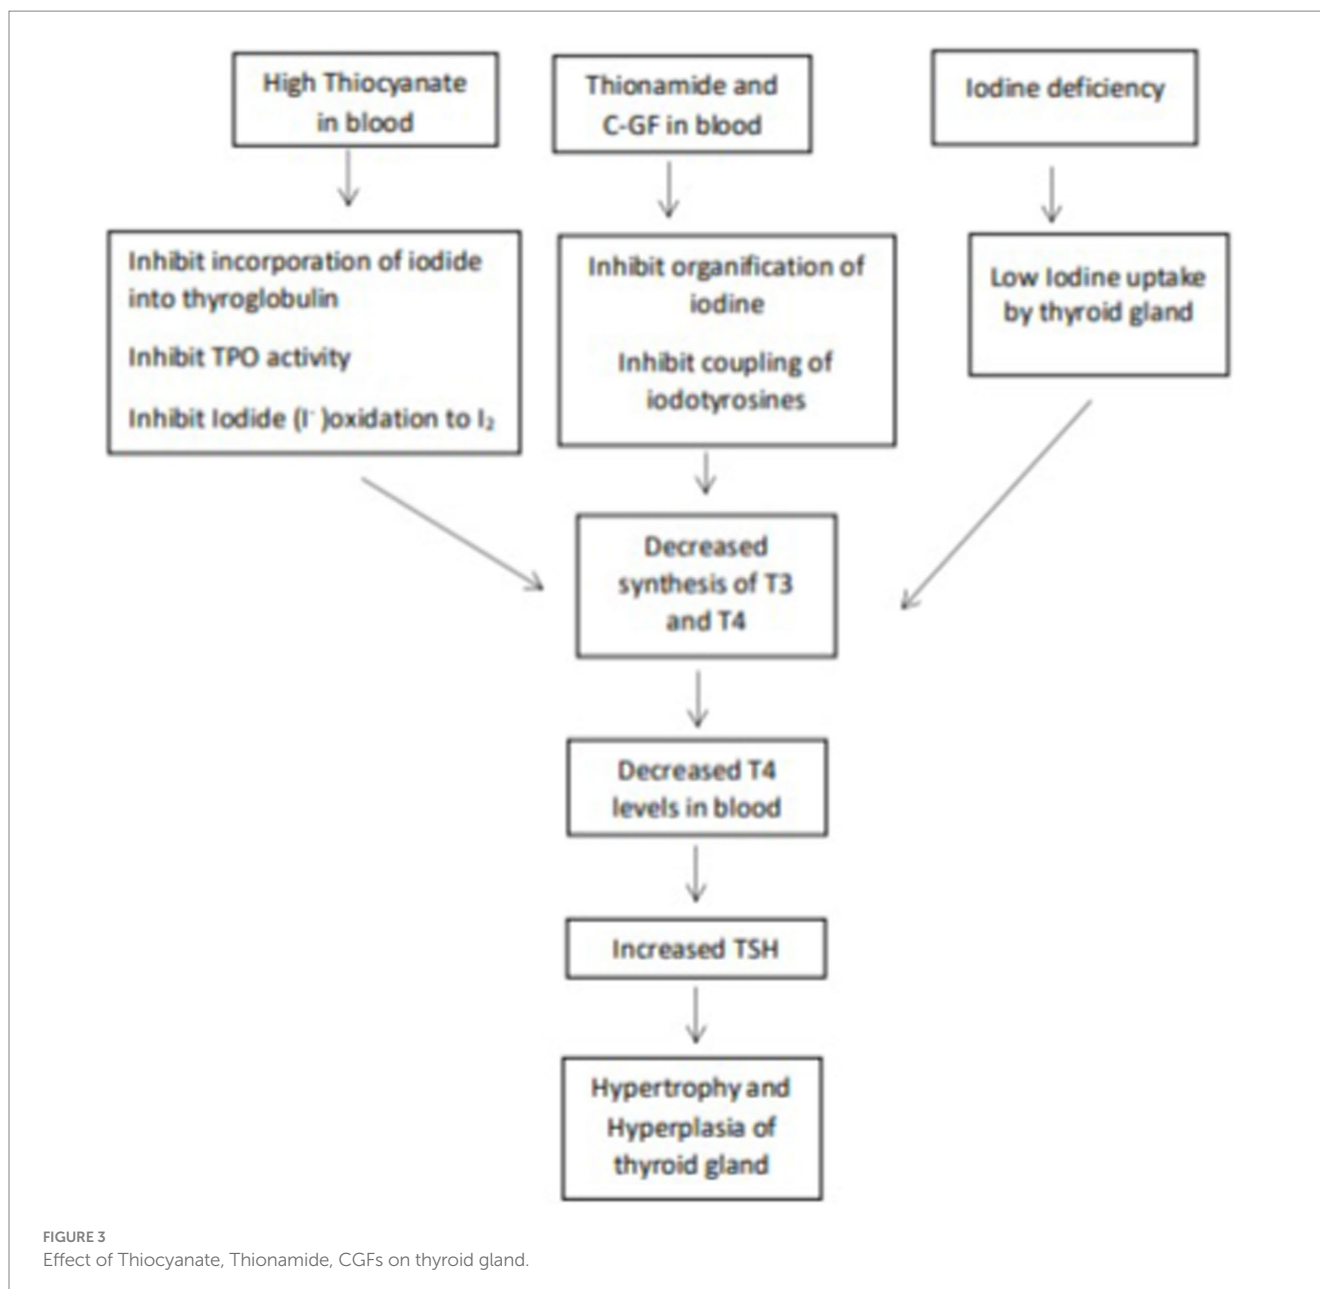 High Thiocyanate
in blood
Thionamide and
C-GF in blood
Iodine deficiency
Inhibit incorporation of iodide
into thyroglobulin
Inhibit TPO activity
Inhibit Iodide (I⁻ )oxidation to I₂
Inhibit organification of
iodine
Inhibit coupling of
iodotyrosines
Low Iodine uptake
by thyroid gland
Decreased
synthesis of T3
and T4
Decreased T4
levels in blood
Increased TSH
Hypertrophy and
Hyperplasia of
thyroid gland
FIGURE 3
Effect of Thiocyanate, Thionamide, CGFs on thyroid gland.